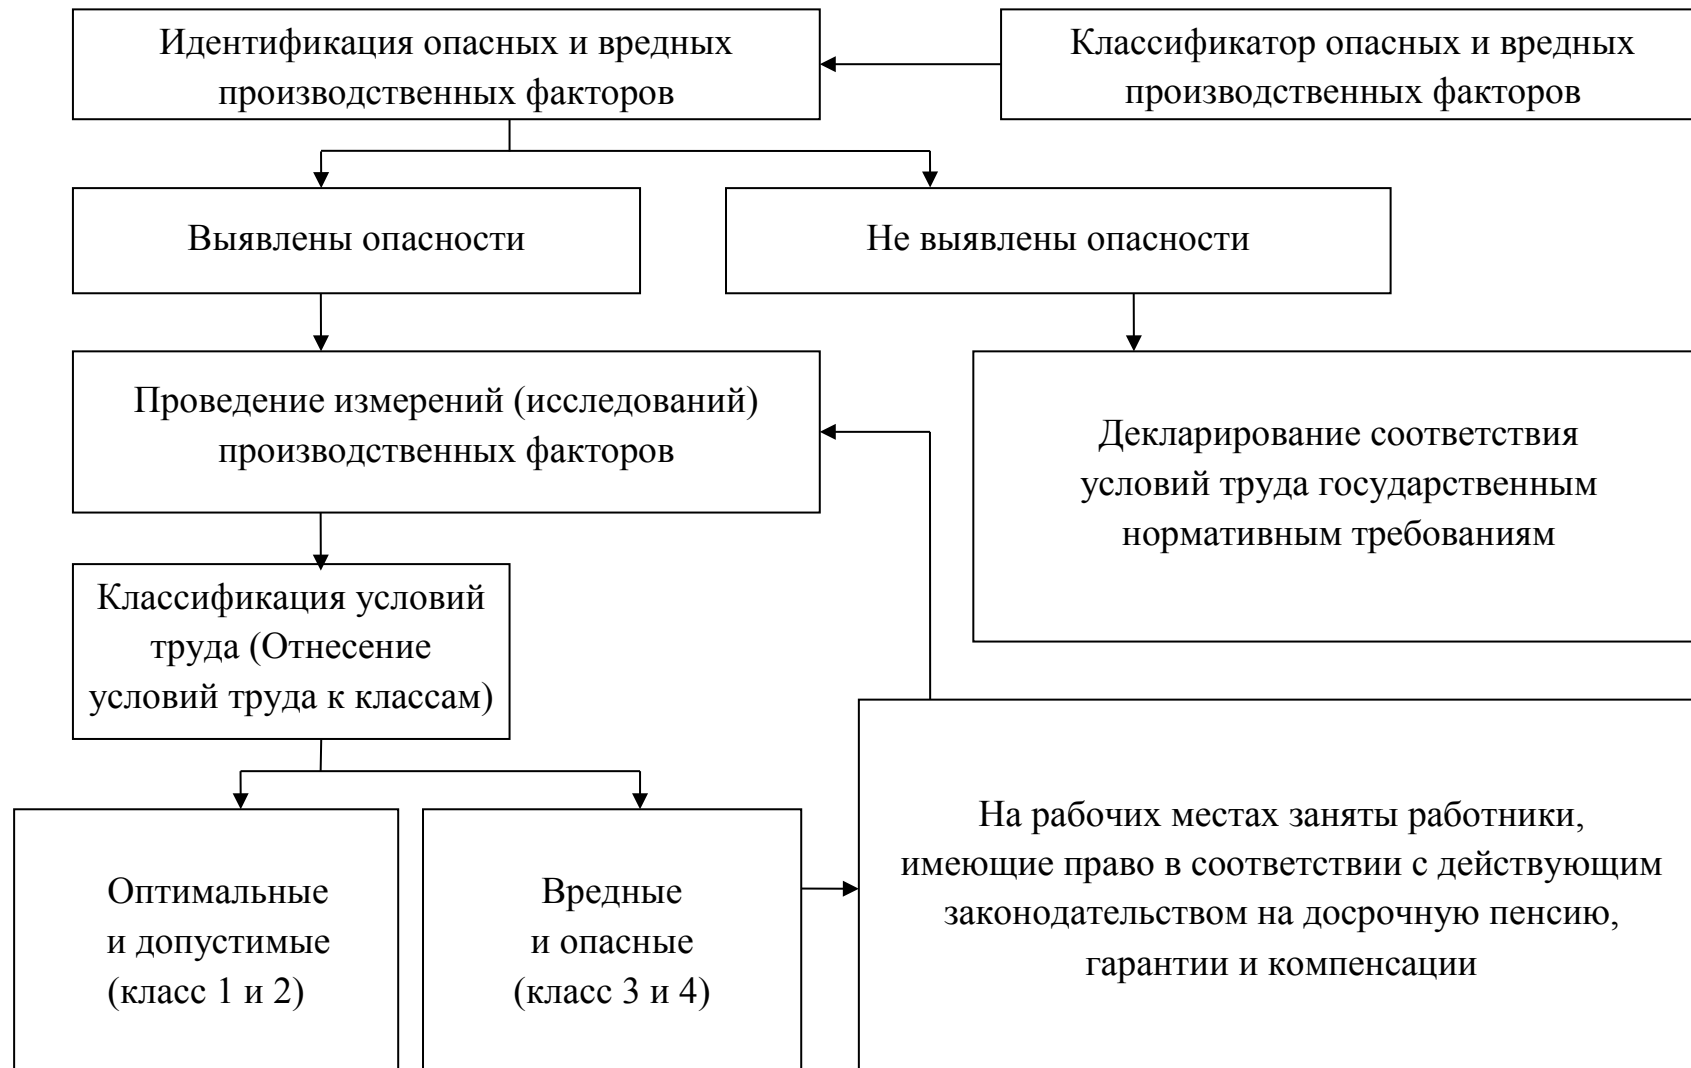 Идентификация опасных и вредных
производственных факторов
Классификатор опасных и вредных
производственных факторов
Выявлены опасности
Не выявлены опасности
Проведение измерений (исследований)
производственных факторов
Декларирование соответствия
условий труда государственным
нормативным требованиям
Классификация условий
труда (Отнесение
условий труда к классам)
Оптимальные
и допустимые
(класс 1 и 2)
Вредные
и опасные
(класс 3 и 4)
На рабочих местах заняты работники,
имеющие право в соответствии с действующим
законодательством на досрочную пенсию,
гарантии и компенсации